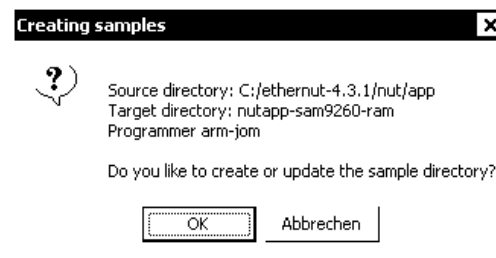 Creating samples
Source directory: C:/ethernut-4.3.1/nut/app
Target directory: nutapp-sam9260-ram
Programmer arm-jom
Do you like to create or update the sample directory?
OK
Abbrechen